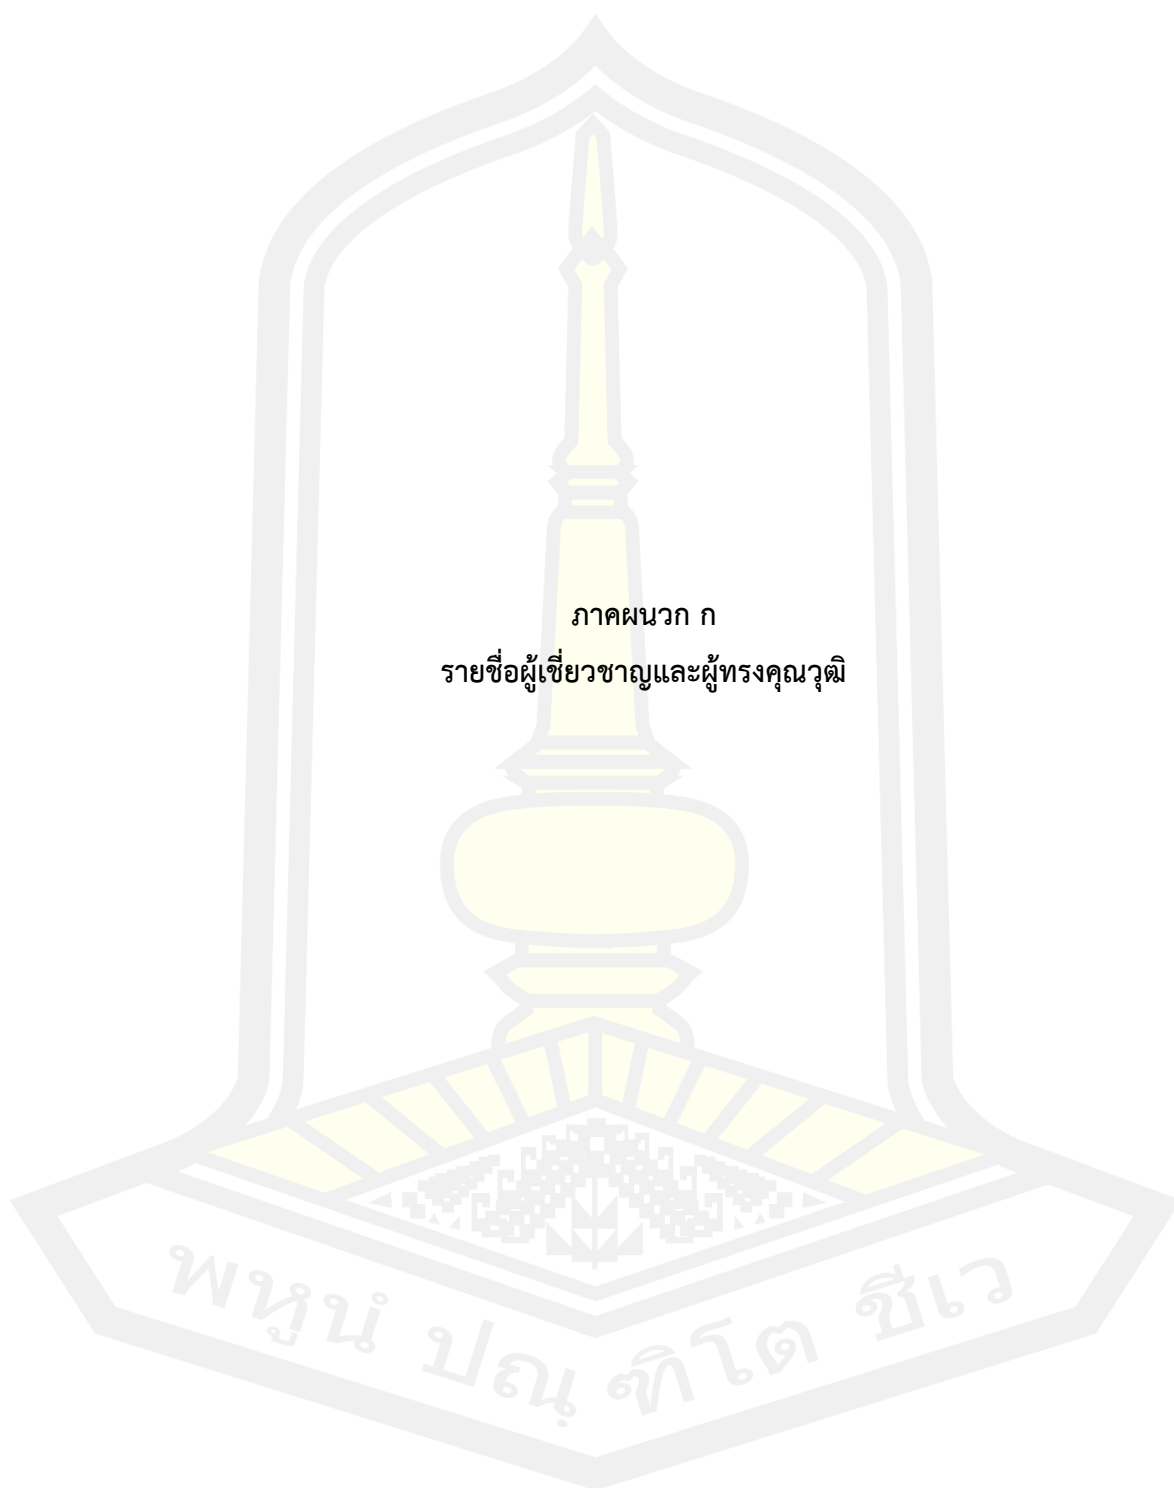 ภาคผนวก ก
รายชื่อผู้เชี่ยวชาญและผู้ทรงคุณวุฒิ
พหูนํ ปณฺฑิโต ชีเว